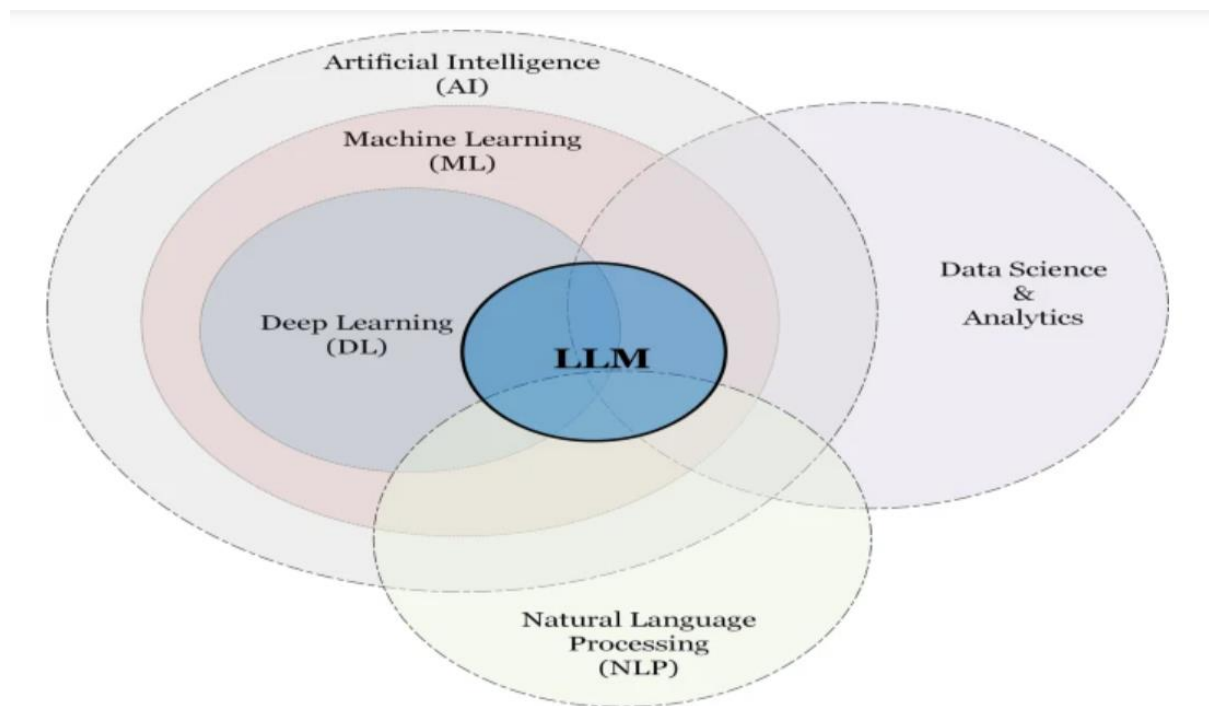 Artificial Intelligence
(AI)
Machine Learning
(ML)
Data Science
&
Analytics
Deep Learning
(DL)
LLM
Natural Language
Processing
(NLP)